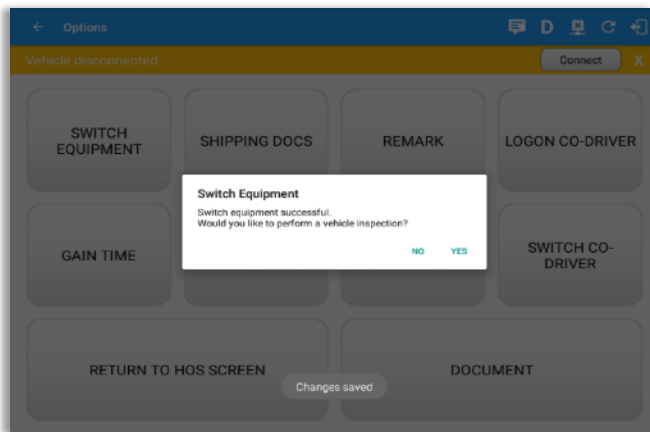 Options
D
Vehicle disconnected
Connect
X
SWITCH
EQUIPMENT
SHIPPING DOCS
REMARK
LOGON CO-DRIVER
Switch Equipment
Switch equipment successful.
Would you like to perform a vehicle inspection?
NO
YES
GAIN TIME
SWITCH CO-
DRIVER
RETURN TO HOS SCREEN
DOCUMENT
Changes saved